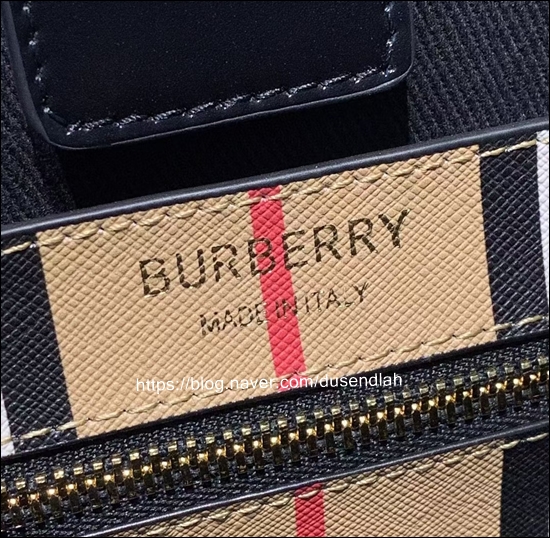 BURBERRY
MADE IN ITALY
https://blog.naver.com/dusendlah